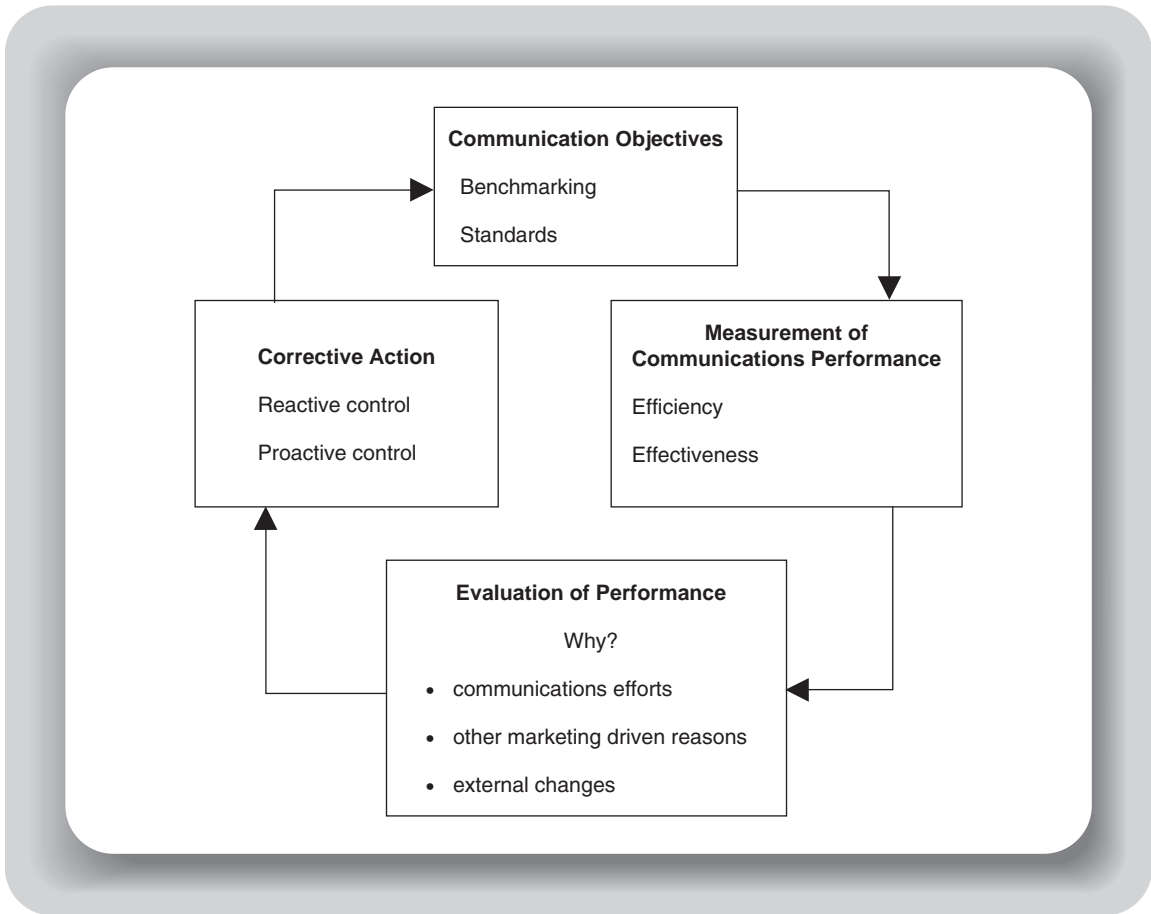 Communication Objectives
Benchmarking
Standards
Measurement of
Communications Performance
Efficiency
Effectiveness
Evaluation of Performance
Why?
• communications efforts
• other marketing driven reasons
• external changes
Corrective Action
Reactive control
Proactive control